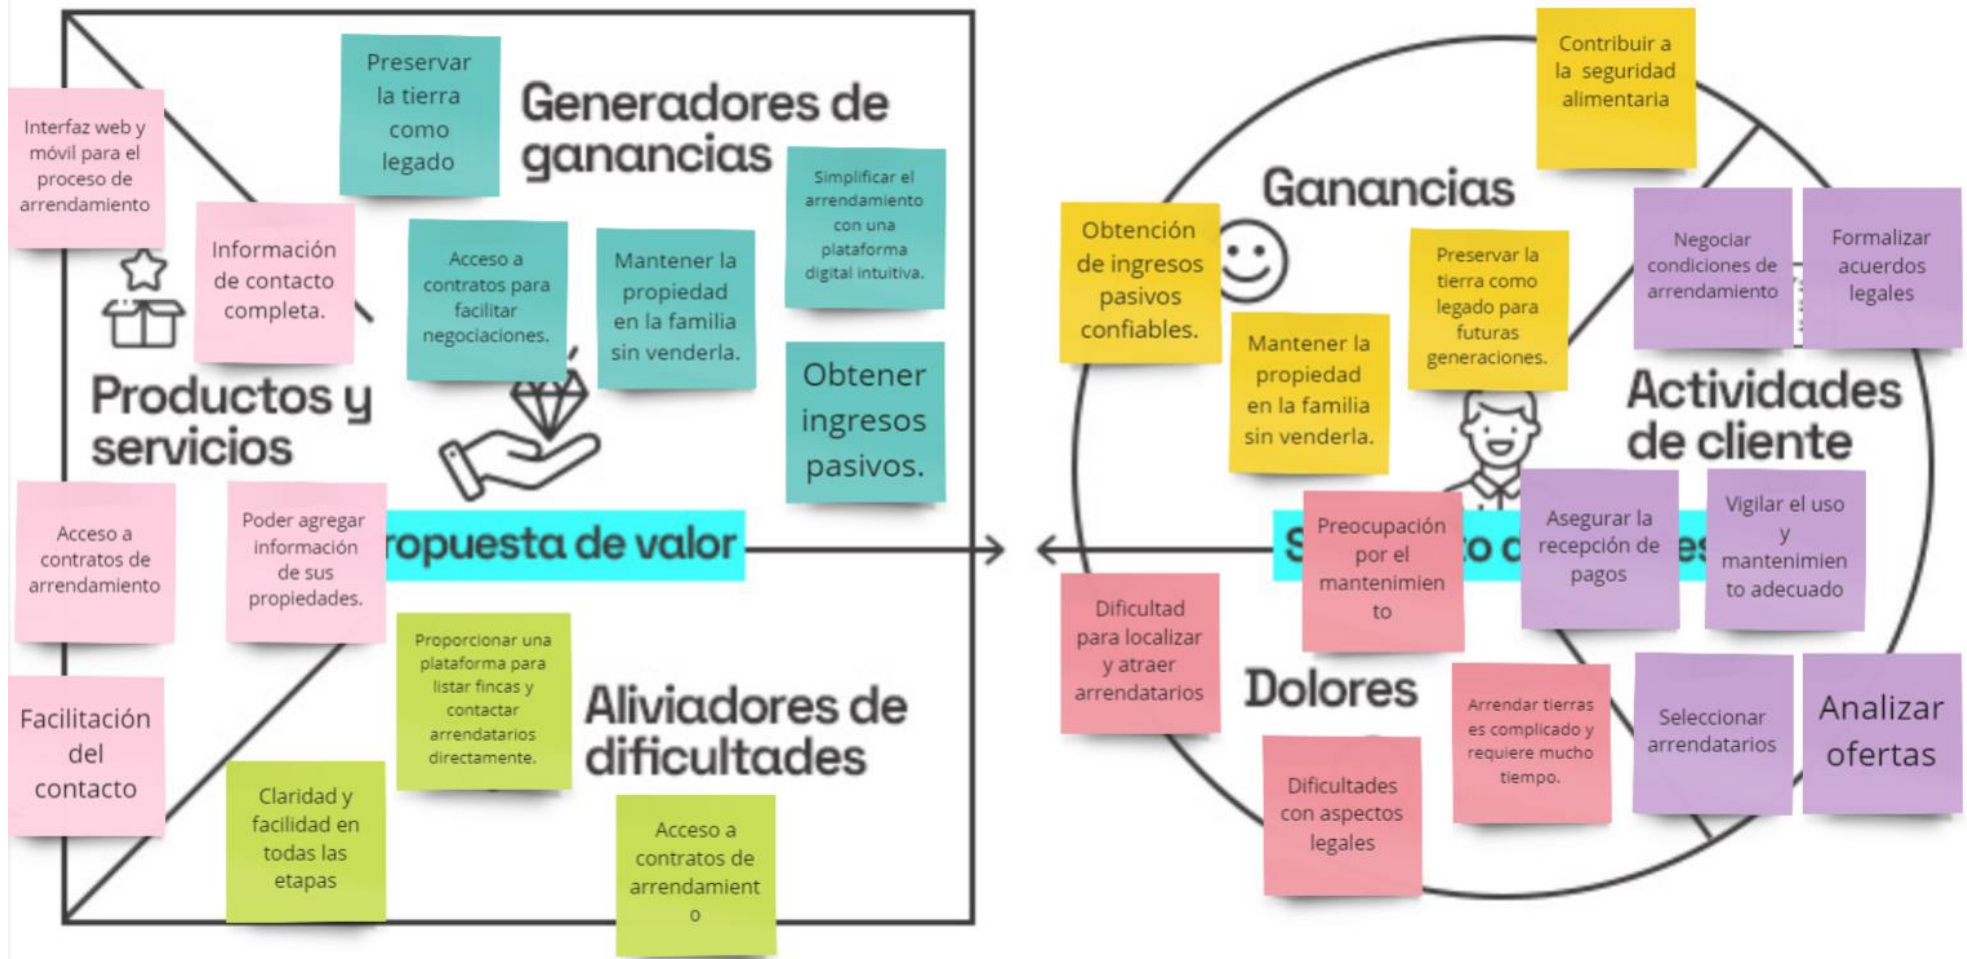 Preservar
la tierra
como
legado
Generadores de
ganancias
Interfaz web y
móvil para el
proceso de
arrendamiento
Información
de contacto
completa.
Acceso a
contratos para
facilitar
negociaciones.
Mantener la
propiedad
en la familia
sin venderla.
Simplificar el
arrendamiento
con una
plataforma
digital intuitiva.
Obtener
ingresos
pasivos.
Productos y
servicios
Acceso a
contratos de
arrendamiento
Poder agregar
información
de sus
propiedades.
ropuesta de valor
Facilitación
del
contacto
Proporcionar una
plataforma para
listar fincas y
contactar
arrendatarios
directamente.
Aliviadores de
dificultades
Claridad y
facilidad en
todas las
etapas
Acceso a
contratos de
arrendamient
o
Contribuir a
la seguridad
alimentaria
Ganancias
Obtención
de ingresos
pasivos
confiables.
Mantener la
propiedad
en la familia
sin venderla.
Preservar la
tierra como
legado para
futuras
generaciones.
Negociar
condiciones de
arrendamiento
Formalizar
acuerdos
legales
Actividades
de cliente
Preocupación
por el
mantenimien
to
Asegurar la
recepción de
pagos
Vigilar el uso
y
mantenimien
to adecuado
Dificultad
para localizar
y atraer
arrendatarios
Dolores
Dificultades
con aspectos
legales
Arrendar tierras
es complicado y
requiere mucho
tiempo.
Seleccionar
arrendatarios
Analizar
ofertas